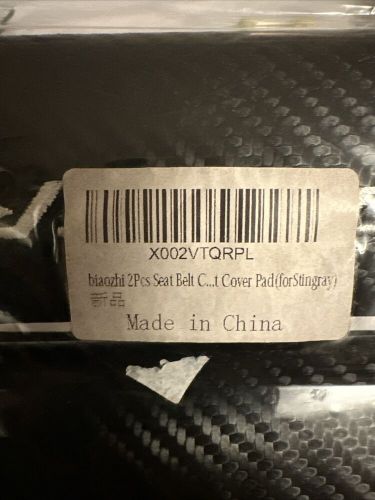 X002VTQRPL
biaozhi 2Pcs Seat Belt C...t Cover Pad(forStingray)
新品
Made in China